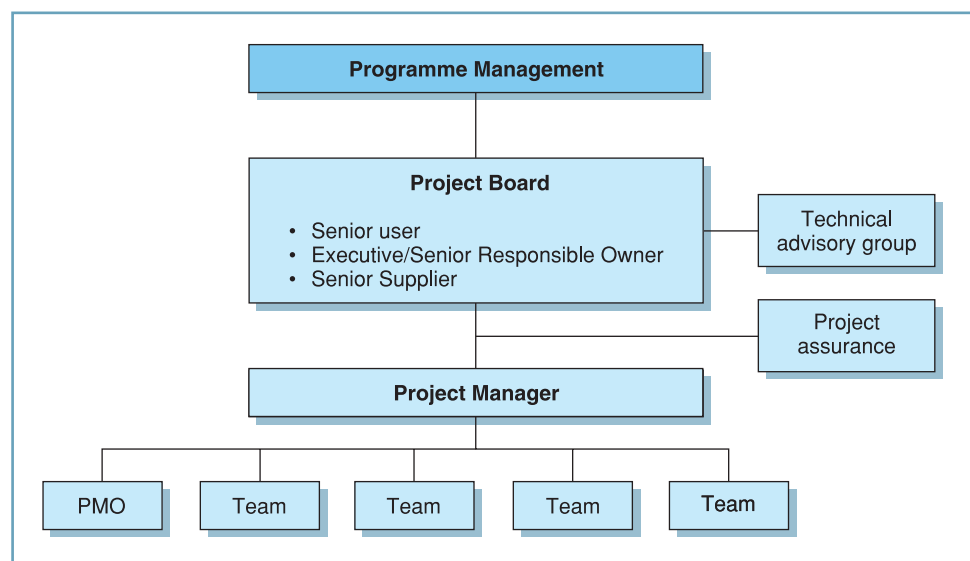 Programme Management
Project Board
• Senior user
• Executive/Senior Responsible Owner
• Senior Supplier
Technical
advisory group
Project
assurance
Project Manager
PMO
Team
Team
Team
Team